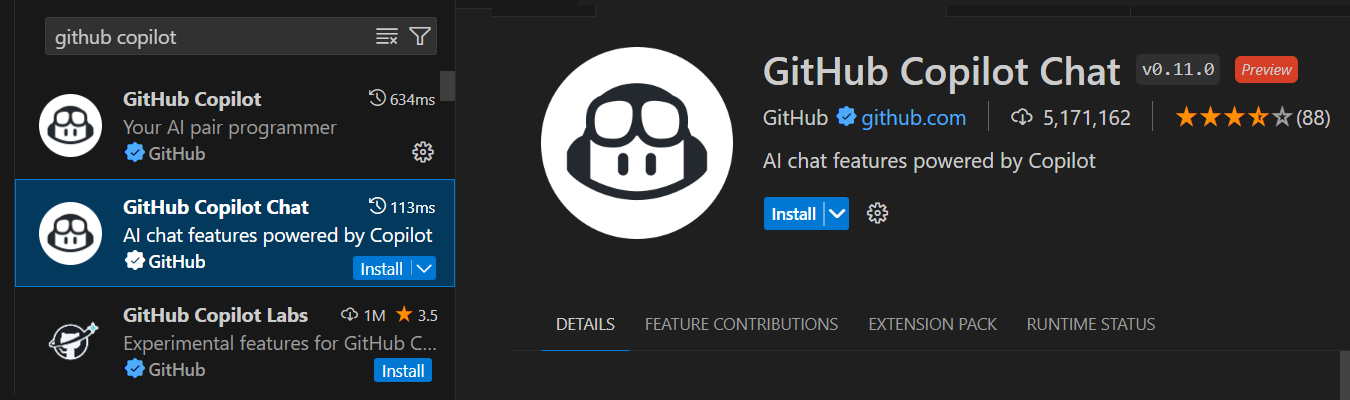 github copilot
GitHub Copilot 634ms
Your AI pair programmer
GitHub
GitHub Copilot Chat 113ms
AI chat features powered by Copilot
GitHub
Install
GitHub Copilot Labs 1M 3.5
Experimental features for GitHub C...
GitHub
Install
GitHub Copilot Chat v0.11.0 Preview
GitHub github.com 5,171,162 (88)
AI chat features powered by Copilot
Install
DETAILS FEATURE CONTRIBUTIONS EXTENSION PACK RUNTIME STATUS